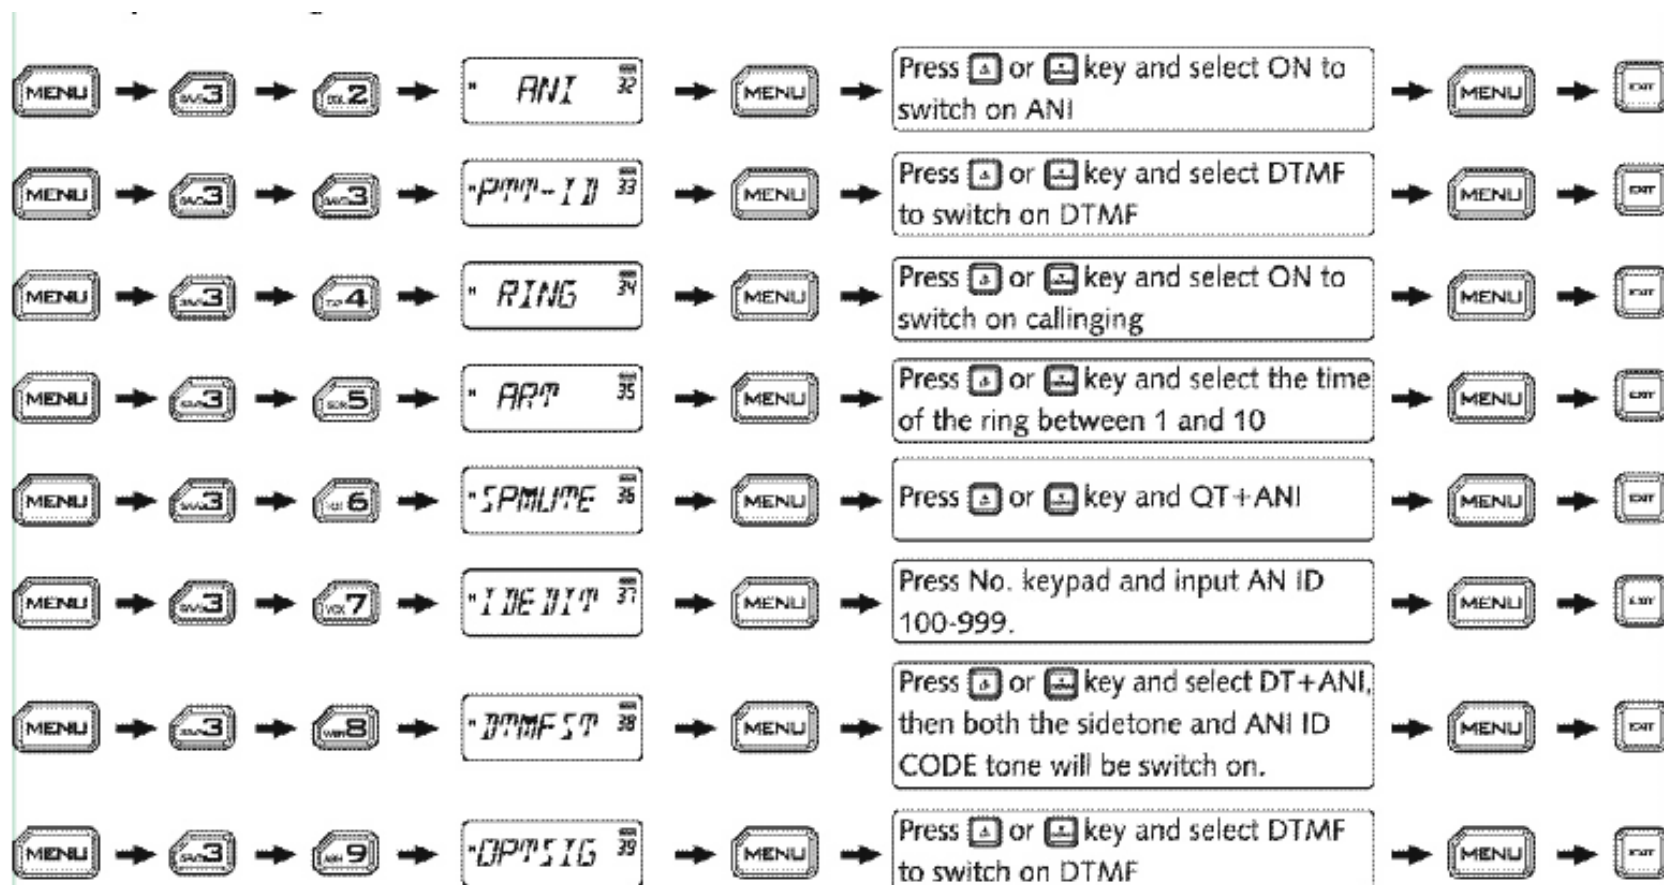 MENU 3 2 ANI 32 MENU Press or key and select ON to MENU EXIT
switch on ANI
MENU 3 3 PTT-ID 33 MENU Press or key and select DTMF MENU EXIT
to switch on DTMF
MENU 3 4 RING 34 MENU Press or key and select ON to MENU EXIT
switch on callinging
MENU 3 5 ART 35 MENU Press or key and select the time MENU EXIT
of the ring between 1 and 10
MENU 3 6 SPMUTE 36 MENU Press or key and QT+ANI MENU EXIT
MENU 3 7 IDEDIT 37 MENU Press No. keypad and input AN ID MENU EXIT
100-999.
MENU 3 8 DTMFST 38 MENU Press or key and select DT+ANI, MENU EXIT
then both the sidetone and ANI ID
CODE tone will be switch on.
MENU 3 9 OPTSIG 39 MENU Press or key and select DTMF MENU EXIT
to switch on DTMF